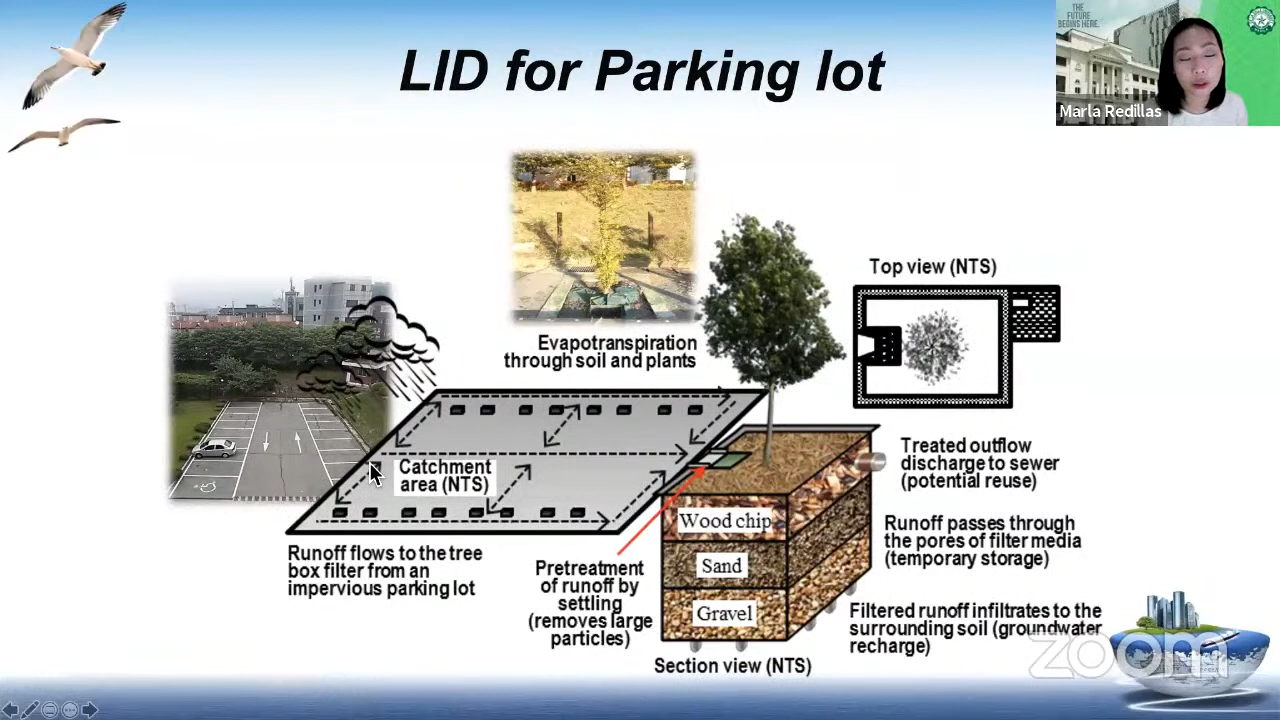 LID for Parking lot
THE
FUTURE
BEGINS HERE.
Marla Redillas
Evapotranspiration
through soil and plants
Top view (NTS)
Catchment
area (NTS)
Treated outflow
discharge to sewer
(potential reuse)
Wood chip
Sand
Gravel
Runoff passes through
the pores of filter media
(temporary storage)
Runoff flows to the tree
box filter from an
impervious parking lot
Pretreatment
of runoff by
settling
(removes large
particles)
Filtered runoff infiltrates to the
surrounding soil (groundwater
recharge)
Section view (NTS)
zoom